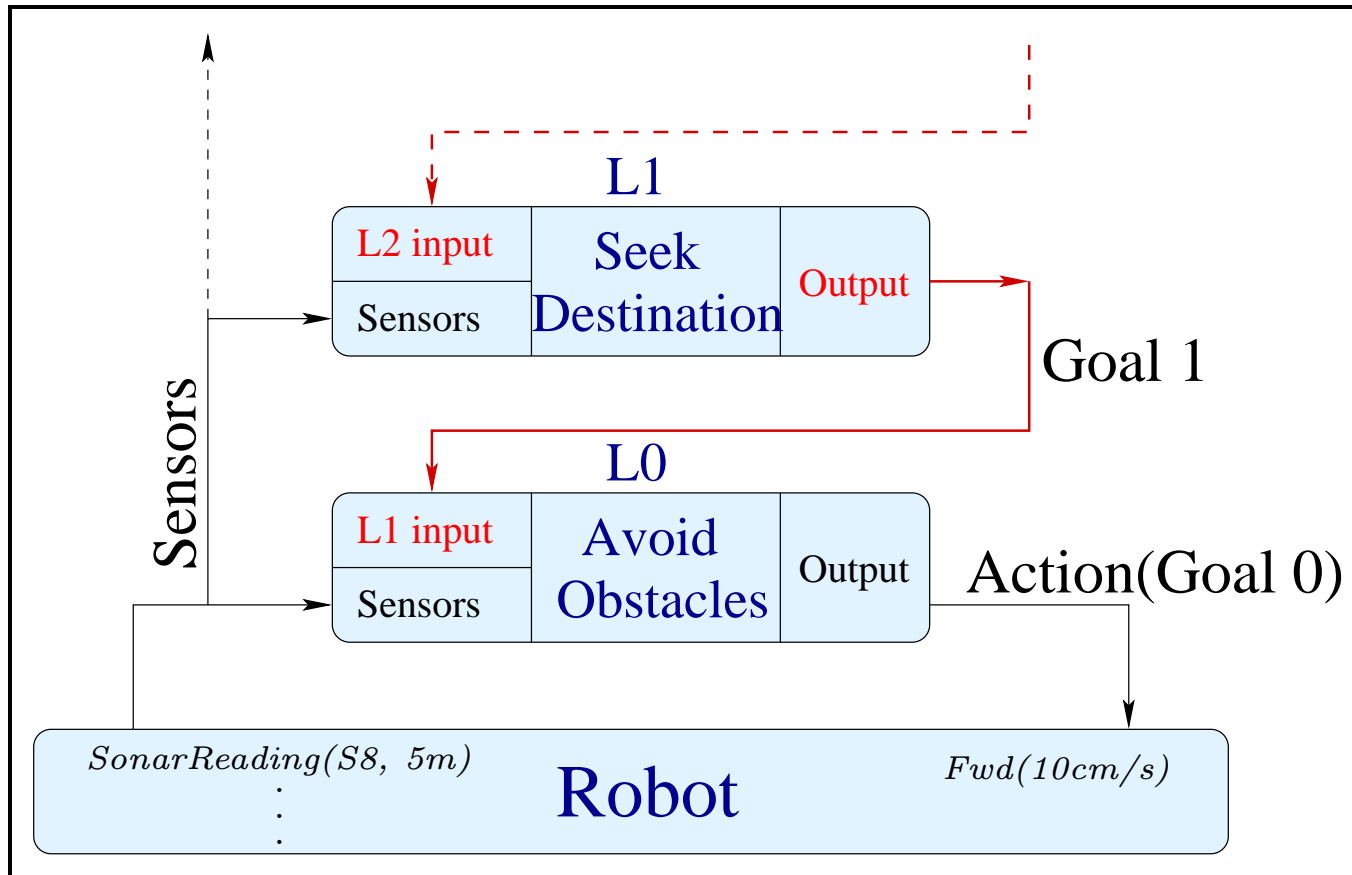 L1
L2 input
Seek
Destination
Output
Sensors
Goal 1
Sensors
L0
L1 input
Avoid
Obstacles
Output
Sensors
Action(Goal 0)
SonarReading(S8, 5m)
.
.
.
Robot
Fwd(10cm/s)